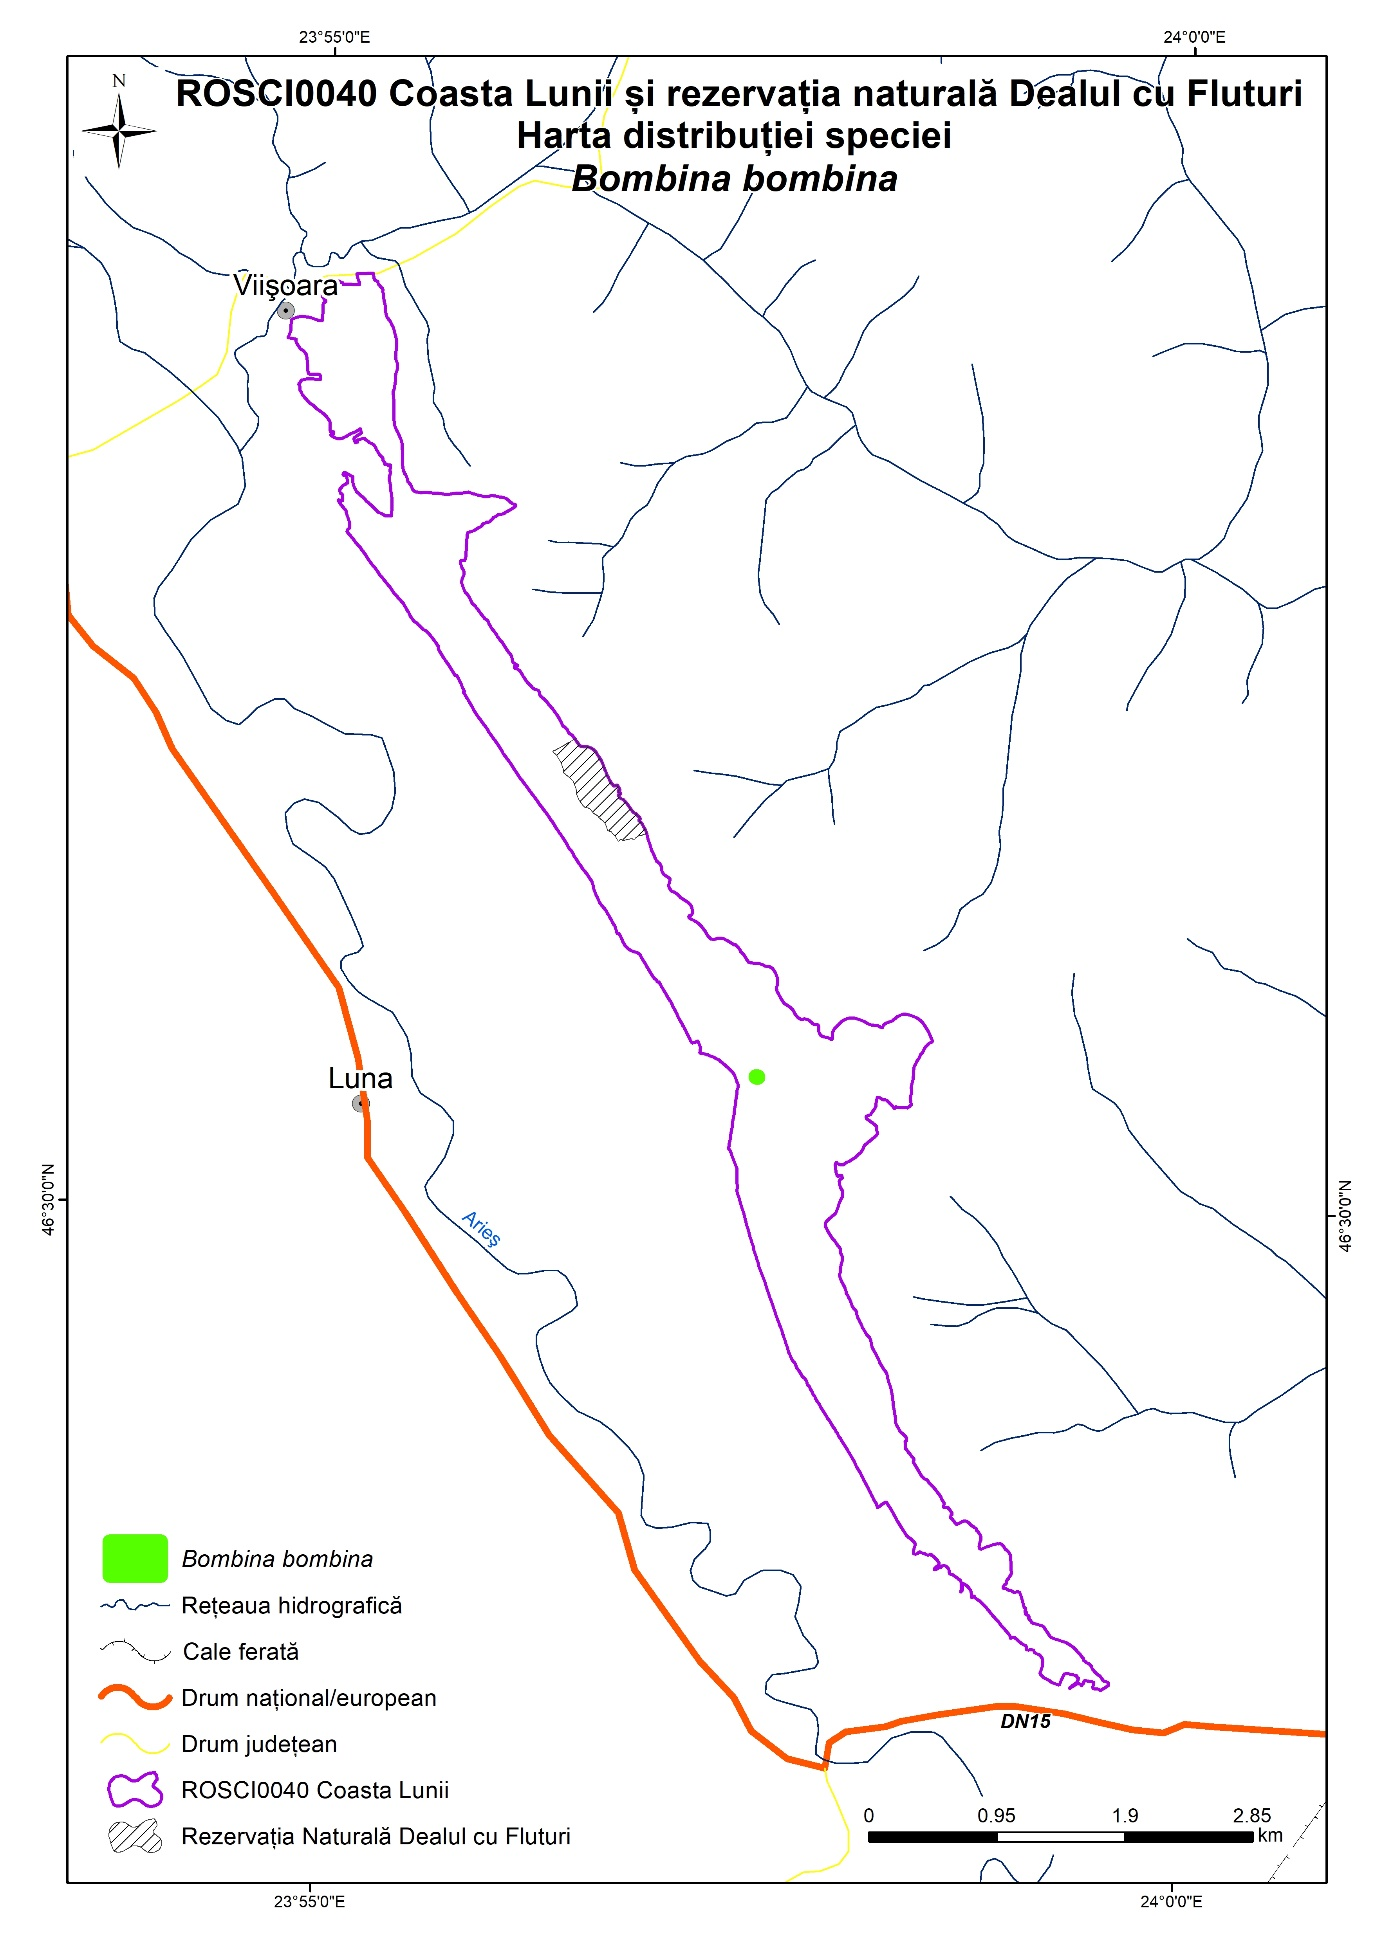 23°55'0"E
24°0'0"E
N
ROSCI0040 Coasta Lunii și rezervația naturală Dealul cu Fluturi
Harta distribuției speciei
Bombina bombina
Viişoara
Luna
46°30'0"N
46°30'0"N
Arieş
Bombina bombina
Rețeaua hidrografică
Cale ferată
Drum național/european
Drum județean
ROSCI0040 Coasta Lunii
Rezervația Naturală Dealul cu Fluturi
DN15
0 0.95 1.9 2.85
km
23°55'0"E
24°0'0"E